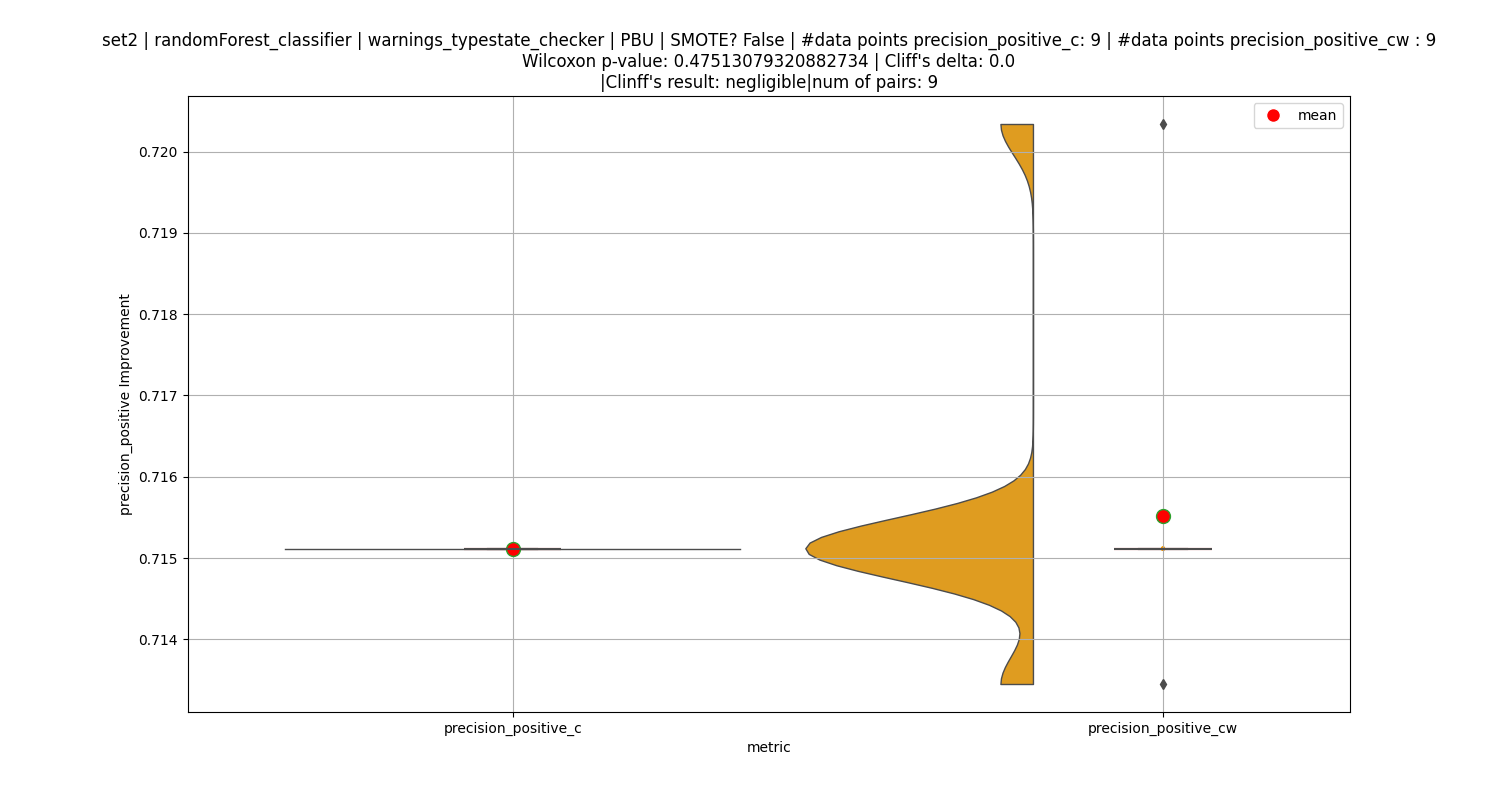 set2 | randomForest_classifier | warnings_typestate_checker | PBU | SMOTE? False | #data points precision_positive_c: 9 | #data points precision_positive_cw : 9
Wilcoxon p-value: 0.47513079320882734 | Cliff's delta: 0.0
|Clinff's result: negligible|num of pairs: 9
mean
precision_positive Improvement
0.720
0.719
0.718
0.717
0.716
0.715
0.714
precision_positive_c
precision_positive_cw
metric